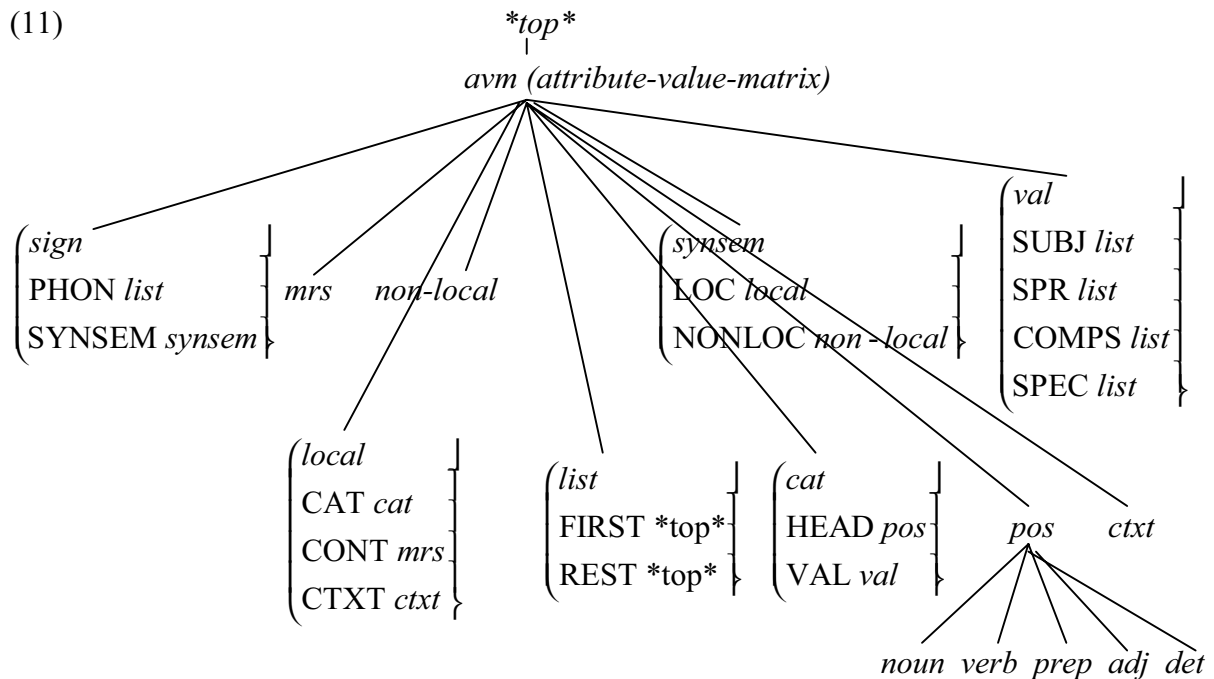 (11)
*top*
avm (attribute-value-matrix)
sign
PHON list
SYNSEM synsem
mrs
non-local
synsem
LOC local
NONLOC non-local
val
SUBJ list
SPR list
COMPS list
SPEC list
local
CAT cat
CONT mrs
CTXT ctxt
list
FIRST *top*
REST *top*
cat
HEAD pos
VAL val
pos
ctxt
noun verb prep adj det